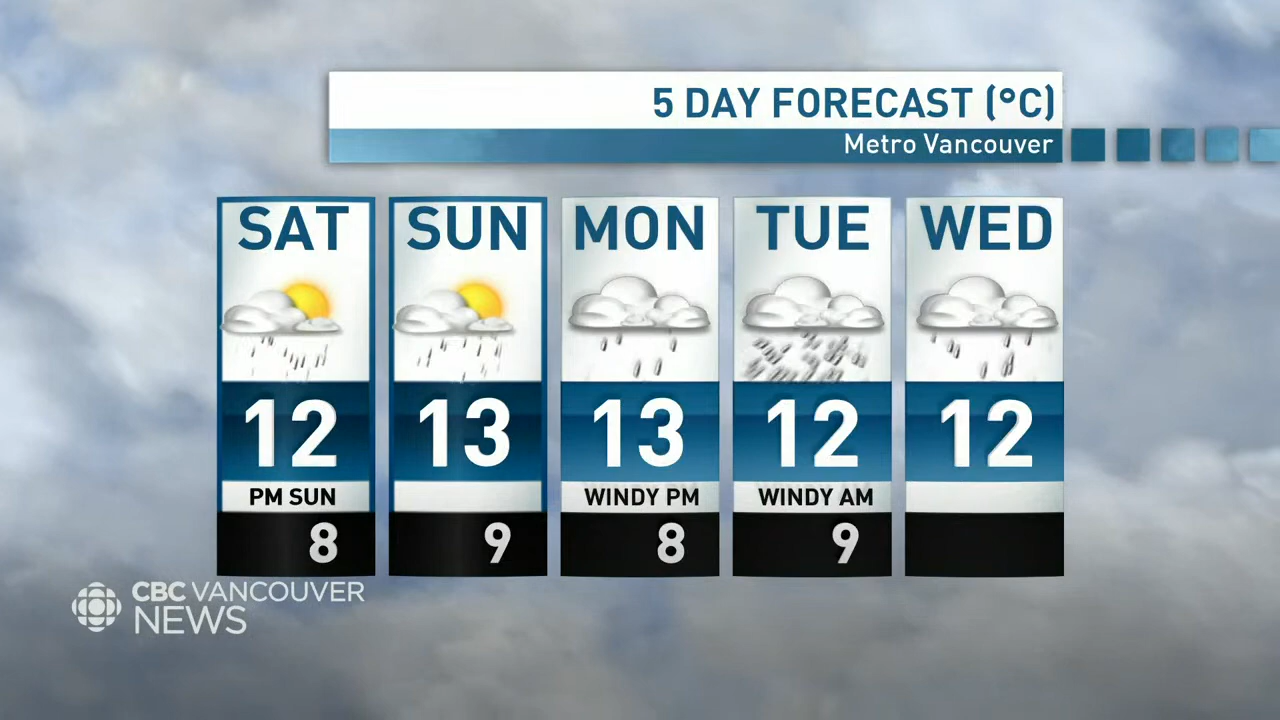 5 DAY FORECAST (°C)
Metro Vancouver
SAT SUN MON TUE WED
12 13 13 12 12
PM SUN WINDY PM WINDY AM
8 9 8 9
CBC VANCOUVER
NEWS